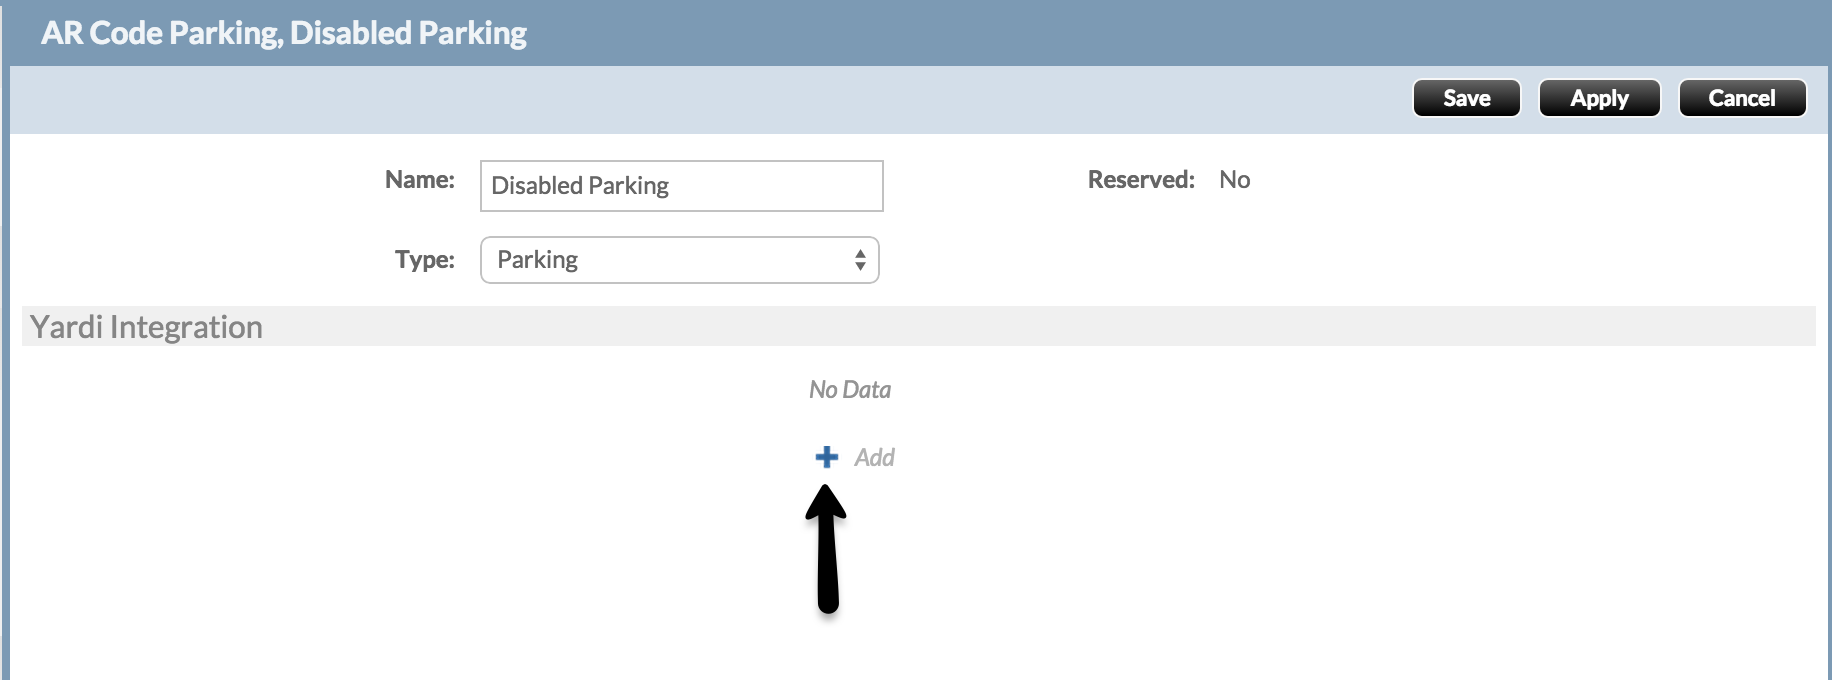 AR Code Parking, Disabled Parking
Save Apply Cancel
Name: Disabled Parking Reserved: No
Type: Parking
Yardi Integration
No Data
Add